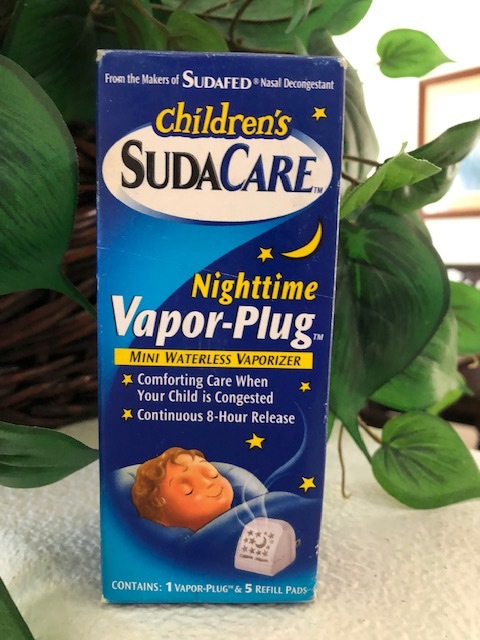 From the Makers of SUDAFED® Nasal Decongestant
Children's
SUDACARE™
Nighttime
Vapor-Plug™
MINI WATERLESS VAPORIZER
Comforting Care When
Your Child is Congested
Continuous 8-Hour Release
CONTAINS: 1 VAPOR-PLUG™ & 5 REFILL PADS